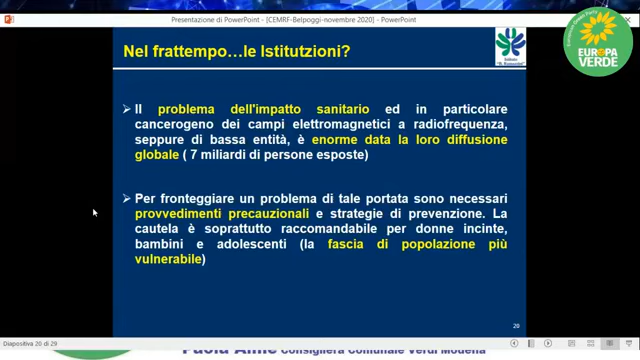 Presentazione di PowerPoint - [CEMRF-Belpoggi-novembre 2020] - PowerPoint
Nel frattempo...le Istitutzioni?
Istituto "B. Ramazzini"
European Green Party
EUROPA
VERDE
Il problema dell'impatto sanitario ed in particolare
cancerogeno dei campi elettromagnetici a radiofrequenza,
seppure di bassa entità, è enorme data la loro diffusione
globale ( 7 miliardi di persone esposte)
Per fronteggiare un problema di tale portata sono necessari
provvedimenti precauzionali e strategie di prevenzione. La
cautela è soprattutto raccomandabile per donne incinte,
bambini e adolescenti (la fascia di popolazione più
vulnerabile)
20
Diapositiva 20 di 29
Consigliera Comunale Verdi Modena